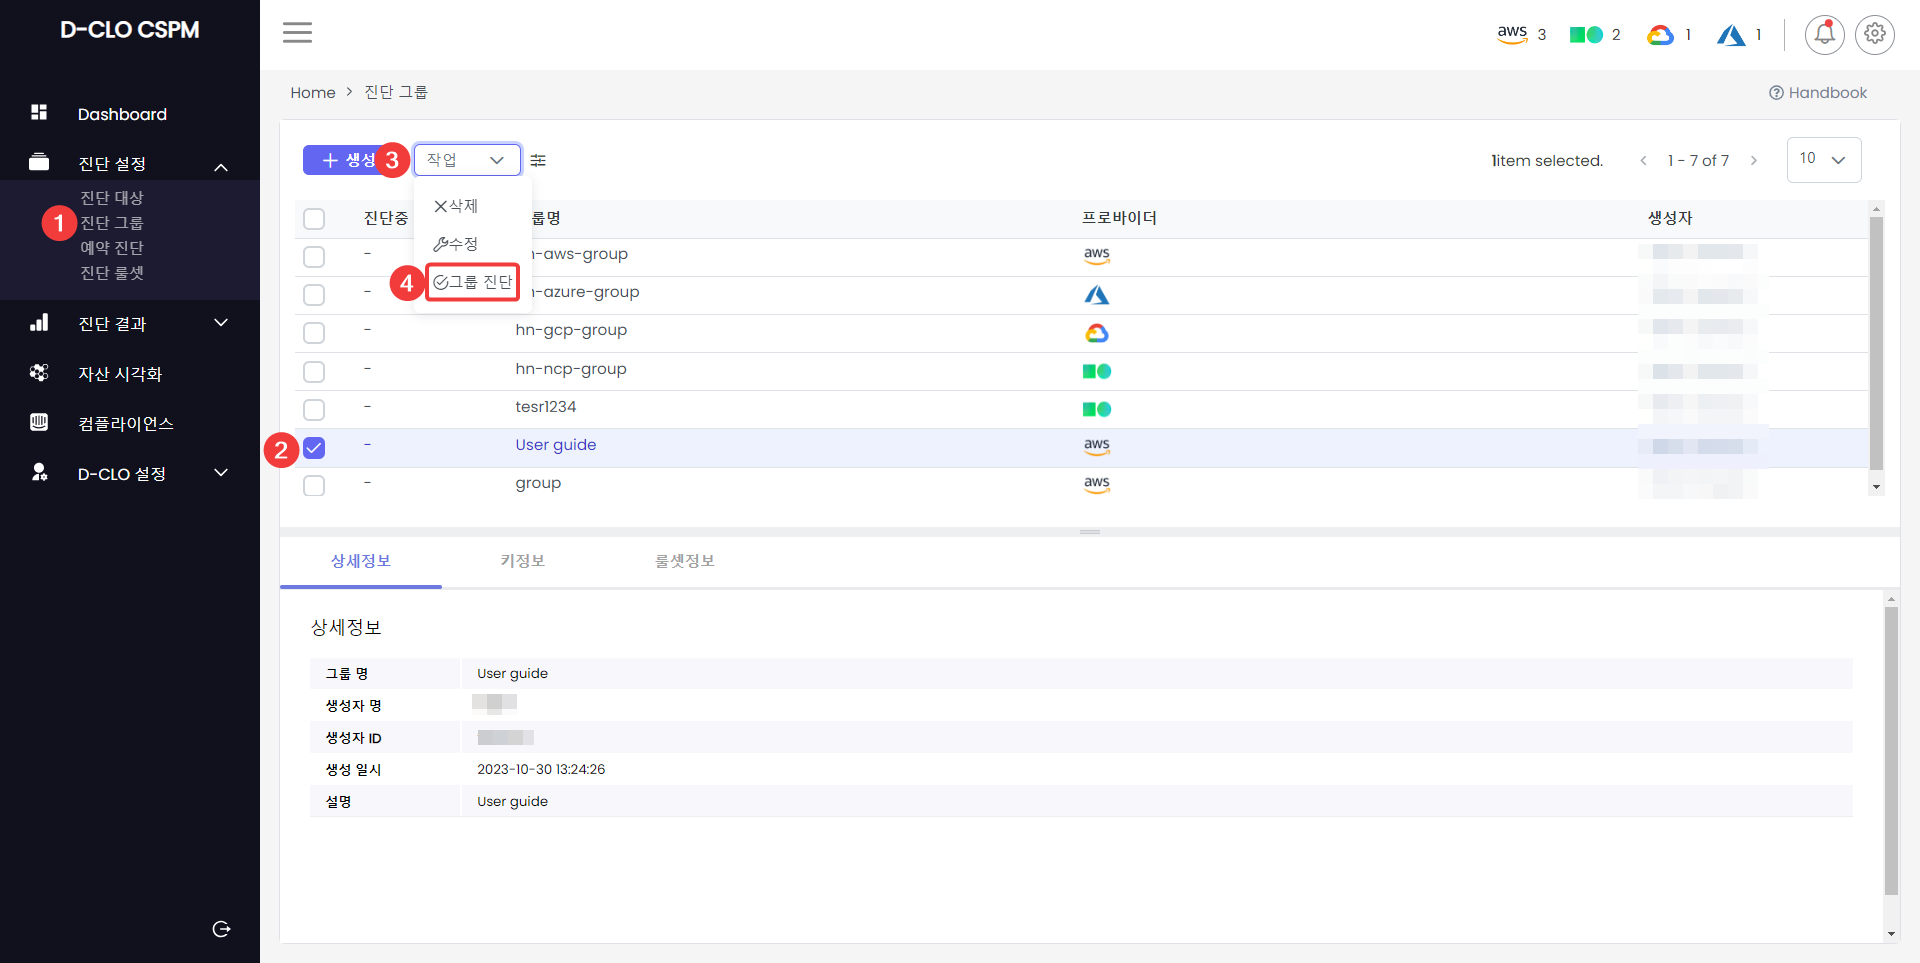 D-CLO CSPM
Dashboard
진단 설정
진단 대상
1 진단 그룹
예약 진단
진단 룰셋
진단 결과
자산 시각화
컴플라이언스
D-CLO 설정
aws 3 2 1 1
Home > 진단 그룹
Handbook
+ 생성 3 작업
1item selected. < 1 - 7 of 7 > 10
삭제
수정
4 그룹 진단
진단중 룹명 프로바이더 생성자
- n-aws-group aws
- n-azure-group
- hn-gcp-group
- hn-ncp-group
- tesr1234
2 - User guide aws
- group aws
상세정보 키정보 룰셋정보
상세정보
그룹 명 User guide
생성자 명
생성자 ID
생성 일시 2023-10-30 13:24:26
설명 User guide